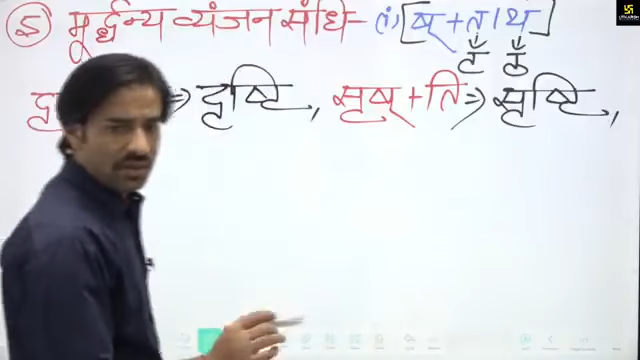 ⑤ मूर्धन्य व्यंजन संधि- (i) [ष् + त / थ]
ट ठ
⇒ दृष्टि, सृष् + ति ⇒ सृष्टि,